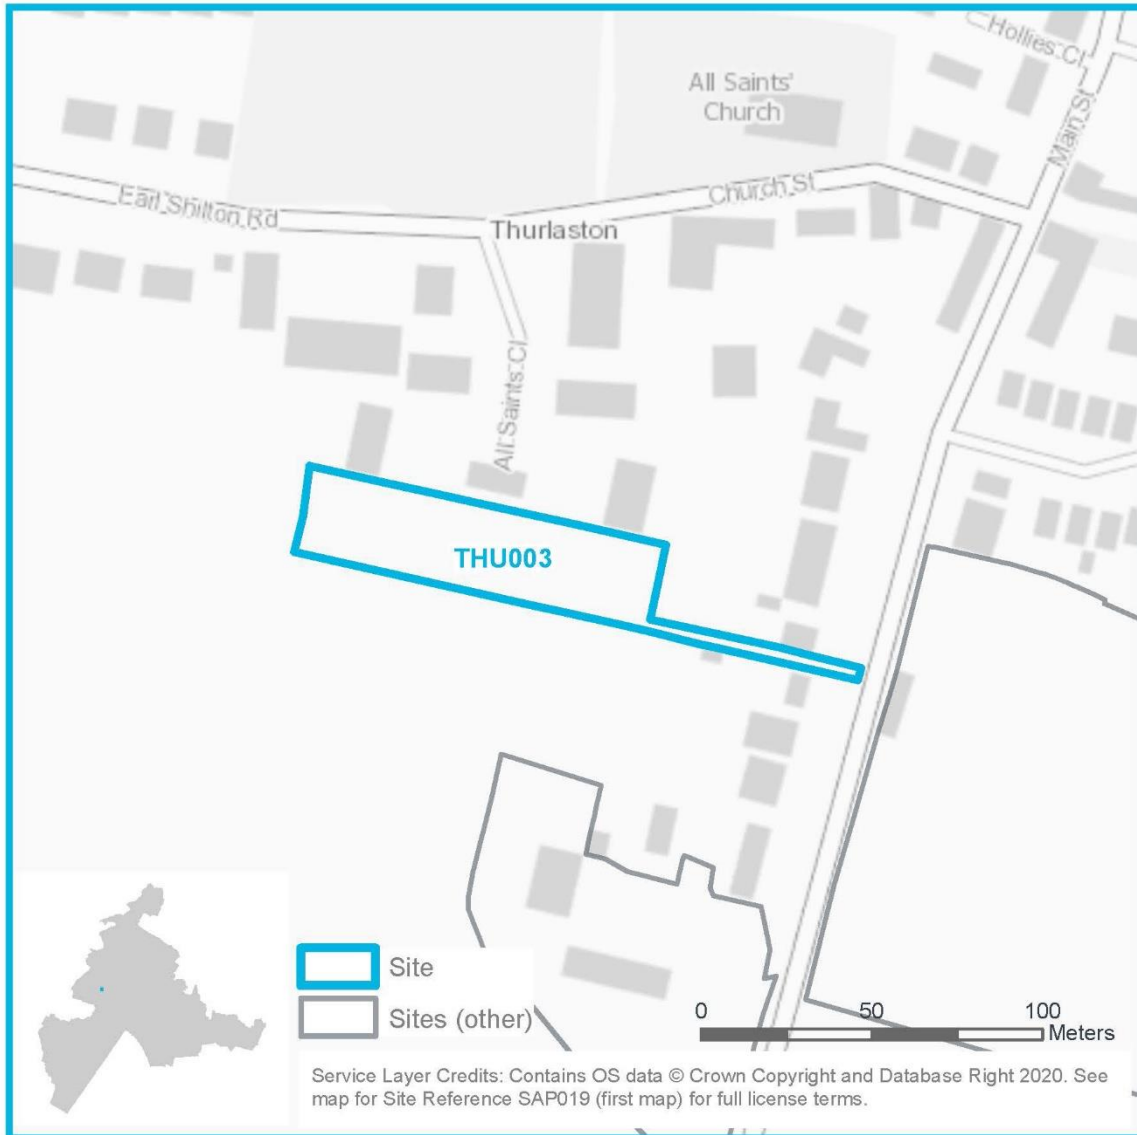 Hollies Cl
All Saints'
Church
Main St
Earl Shilton Rd
Church St
Thurlaston
All Saints Cl
THU003
Site
Sites (other)
0 50 100
Meters
Service Layer Credits: Contains OS data © Crown Copyright and Database Right 2020. See
map for Site Reference SAP019 (first map) for full license terms.